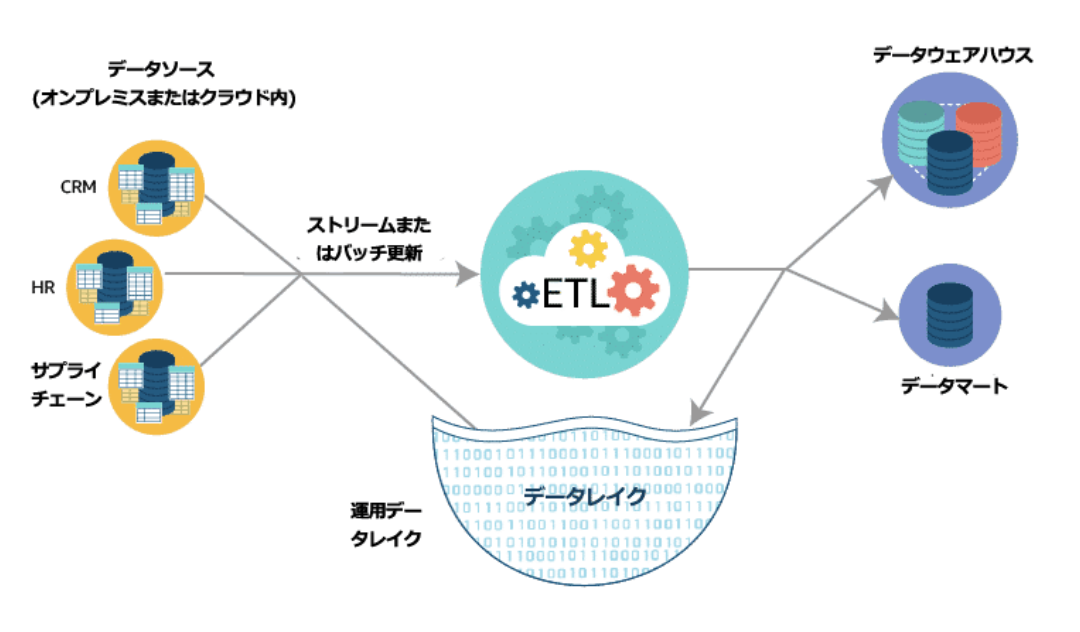 データソース
(オンプレミスまたはクラウド内)
CRM
HR
サプライ
チェーン
ストリームまた
はバッチ更新
ETL
データウェアハウス
データマート
データレイク
運用デー
タレイク